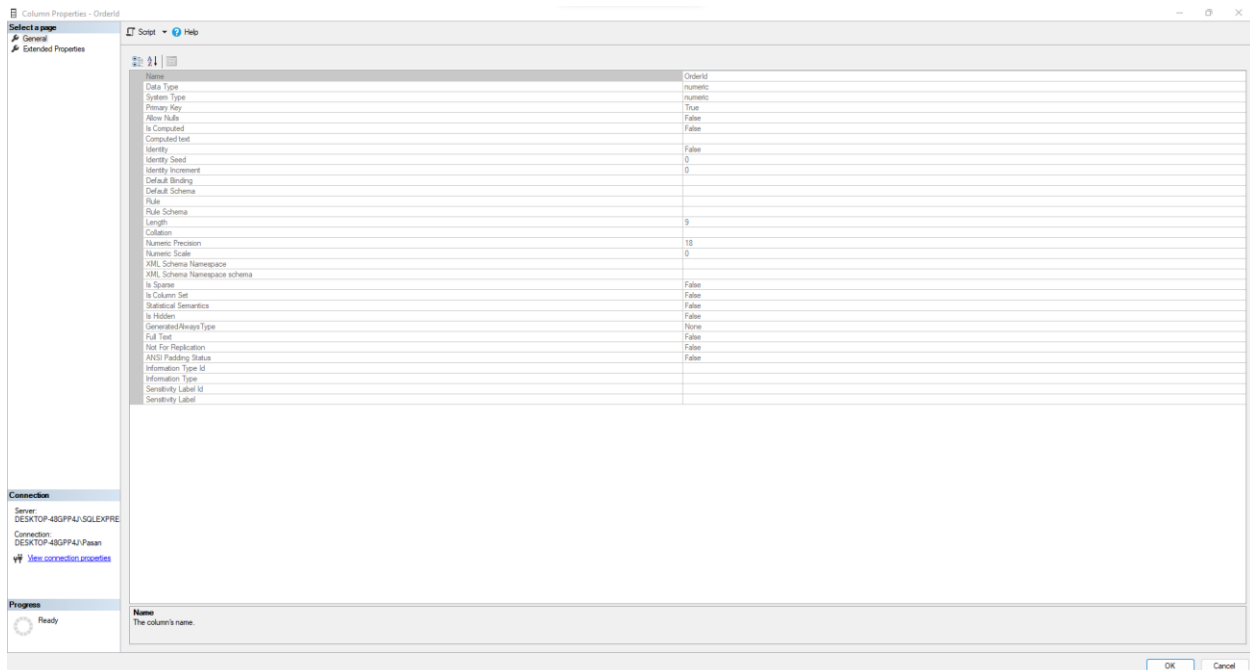 Column Properties - OrderId
Select a page
General
Extended Properties
Script Help
Name OrderId
Data Type numeric
System Type numeric
Primary Key True
Allow Nulls False
Is Computed False
Computed text
Identity False
Identity Seed 0
Identity Increment 0
Default Binding
Default Schema
Rule
Rule Schema
Length 9
Collation
Numeric Precision 18
Numeric Scale 0
XML Schema Namespace
XML Schema Namespace schema
Is Sparse False
Is Column Set False
Statistical Semantics False
Is Hidden False
GeneratedAlwaysType None
Full Text False
Not For Replication False
ANSI Padding Status False
Information Type Id
Information Type
Sensitivity Label Id
Sensitivity Label
Connection
Server:
DESKTOP-48GPP4J\SQLEXPRE
Connection:
DESKTOP-48GPP4J\Pasan
View connection properties
Progress
Ready
Name
The column's name.
OK Cancel